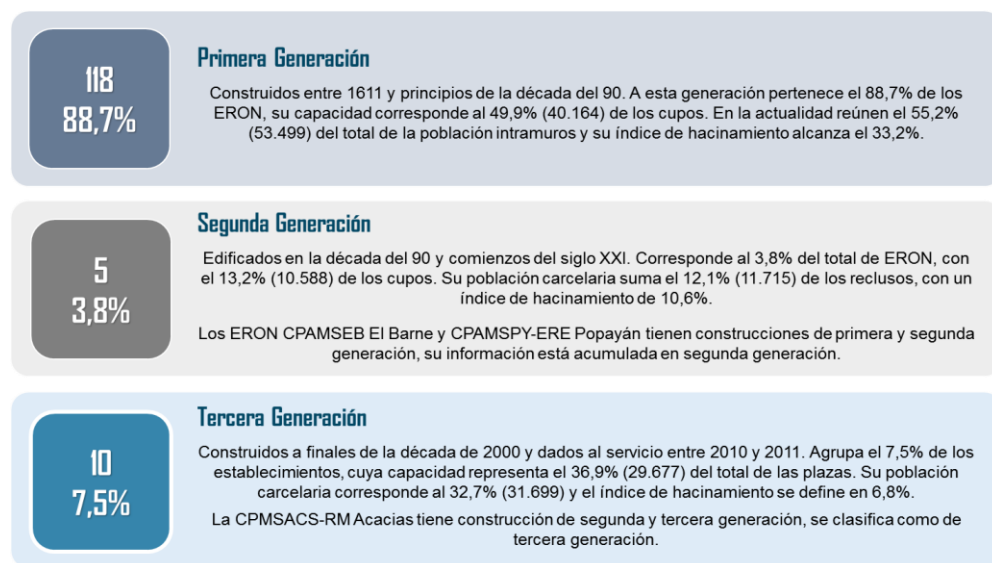 118
88,7%
Primera Generación
Construidos entre 1611 y principios de la década del 90. A esta generación pertenece el 88,7% de los
ERON, su capacidad corresponde al 49,9% (40.164) de los cupos. En la actualidad reúnen el 55,2%
(53.499) del total de la población intramuros y su índice de hacinamiento alcanza el 33,2%.
5
3,8%
Segunda Generación
Edificados en la década del 90 y comienzos del siglo XXI. Corresponde al 3,8% del total de ERON, con
el 13,2% (10.588) de los cupos. Su población carcelaria suma el 12,1% (11.715) de los reclusos, con un
índice de hacinamiento de 10,6%.
Los ERON CPAMSEB El Barne y CPAMSPY-ERE Popayán tienen construcciones de primera y segunda
generación, su información está acumulada en segunda generación.
10
7,5%
Tercera Generación
Construidos a finales de la década de 2000 y dados al servicio entre 2010 y 2011. Agrupa el 7,5% de los
establecimientos, cuya capacidad representa el 36,9% (29.677) del total de las plazas. Su población
carcelaria corresponde al 32,7% (31.699) y el índice de hacinamiento se define en 6,8%.
La CPMSACS-RM Acacias tiene construcción de segunda y tercera generación, se clasifica como de
tercera generación.